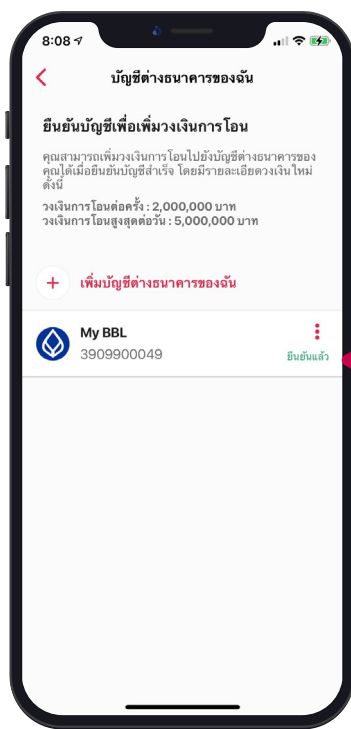 8:08
บัญชีต่างธนาคารของฉัน
ยืนยันบัญชีเพื่อเพิ่มวงเงินการโอน
คุณสามารถเพิ่มวงเงินการโอนไปยังบัญชีต่างธนาคารของ
คุณได้เมื่อยืนยันบัญชีสำเร็จ โดยมีรายละเอียดวงเงินใหม่
ดังนี้
วงเงินการโอนต่อครั้ง : 2,000,000 บาท
วงเงินการโอนสูงสุดต่อวัน : 5,000,000 บาท
+ เพิ่มบัญชีต่างธนาคารของฉัน
My BBL
3909900049
ยืนยันแล้ว